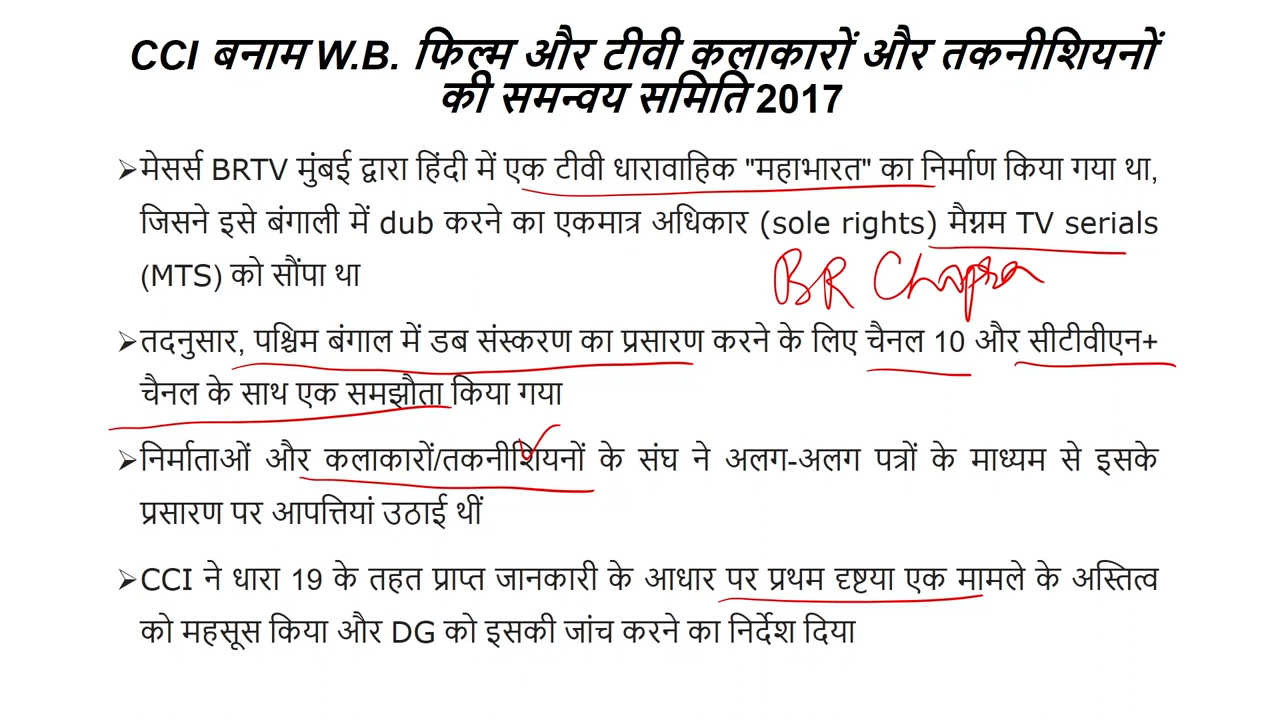 CCI बनाम W.B. फिल्म और टीवी कलाकारों और तकनीशियनों
की समन्वय समिति 2017
➢मेसर्स BRTV मुंबई द्वारा हिंदी में एक टीवी धारावाहिक "महाभारत" का निर्माण किया गया था,
जिसने इसे बंगाली में dub करने का एकमात्र अधिकार (sole rights) मैग्नम TV serials
(MTS) को सौंपा था
BR Chopra
➢तदनुसार, पश्चिम बंगाल में डब संस्करण का प्रसारण करने के लिए चैनल 10 और सीटीवीएन+
चैनल के साथ एक समझौता किया गया
➢निर्माताओं और कलाकारों/तकनीशियनों के संघ ने अलग-अलग पत्रों के माध्यम से इसके
प्रसारण पर आपत्तियां उठाई थीं
➢CCI ने धारा 19 के तहत प्राप्त जानकारी के आधार पर प्रथम दृष्टया एक मामले के अस्तित्व
को महसूस किया और DG को इसकी जांच करने का निर्देश दिया